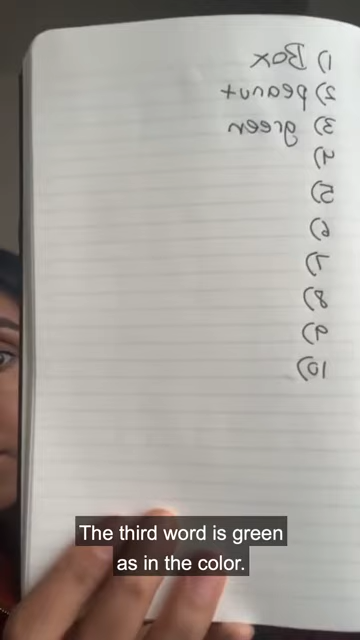 1) Box
2) peanut
3) green
4)
5)
6)
7)
8)
9)
10)
The third word is green
as in the color.